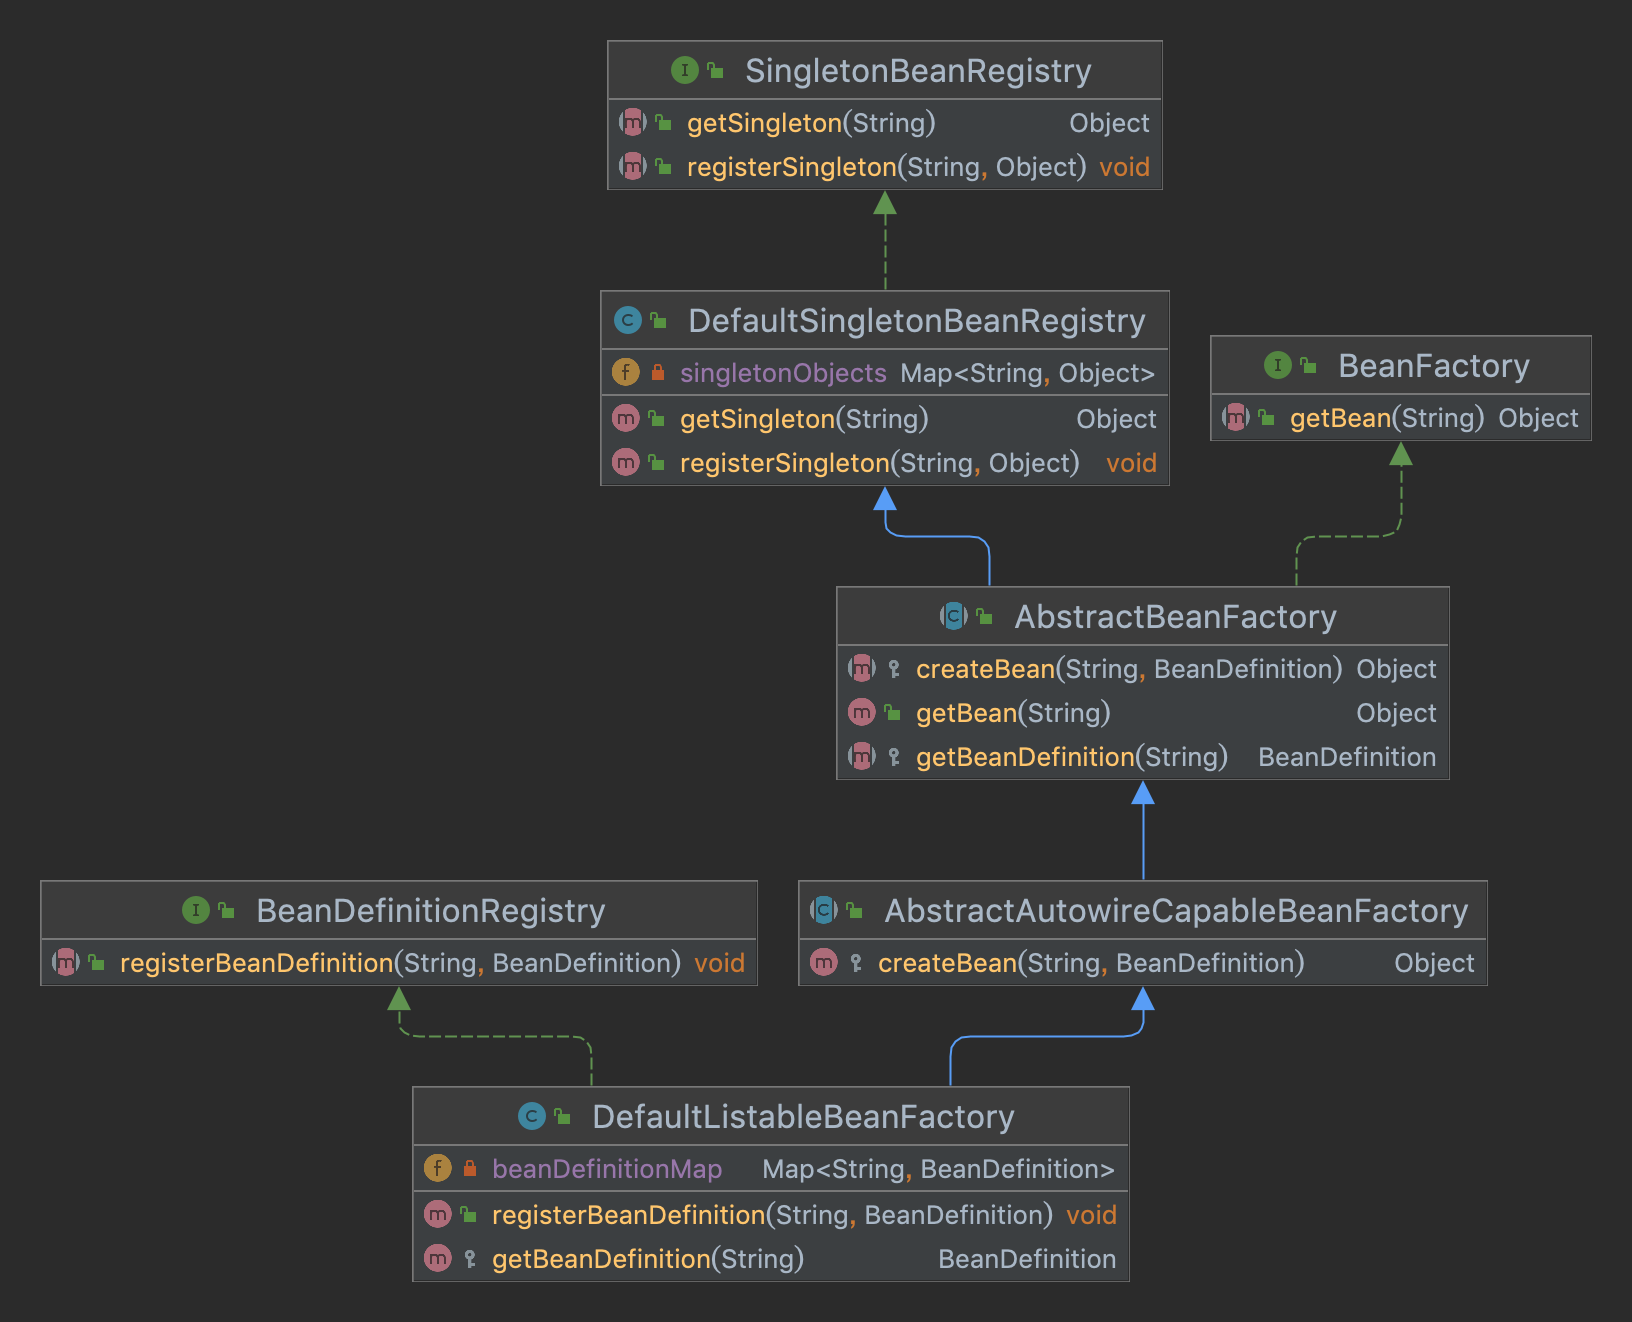 SingletonBeanRegistry
getSingleton(String) Object
registerSingleton(String, Object) void
DefaultSingletonBeanRegistry
singletonObjects Map<String, Object>
getSingleton(String) Object
registerSingleton(String, Object) void
BeanFactory
getBean(String) Object
AbstractBeanFactory
createBean(String, BeanDefinition) Object
getBean(String) Object
getBeanDefinition(String) BeanDefinition
BeanDefinitionRegistry
registerBeanDefinition(String, BeanDefinition) void
AbstractAutowireCapableBeanFactory
createBean(String, BeanDefinition) Object
DefaultListableBeanFactory
beanDefinitionMap Map<String, BeanDefinition>
registerBeanDefinition(String, BeanDefinition) void
getBeanDefinition(String) BeanDefinition